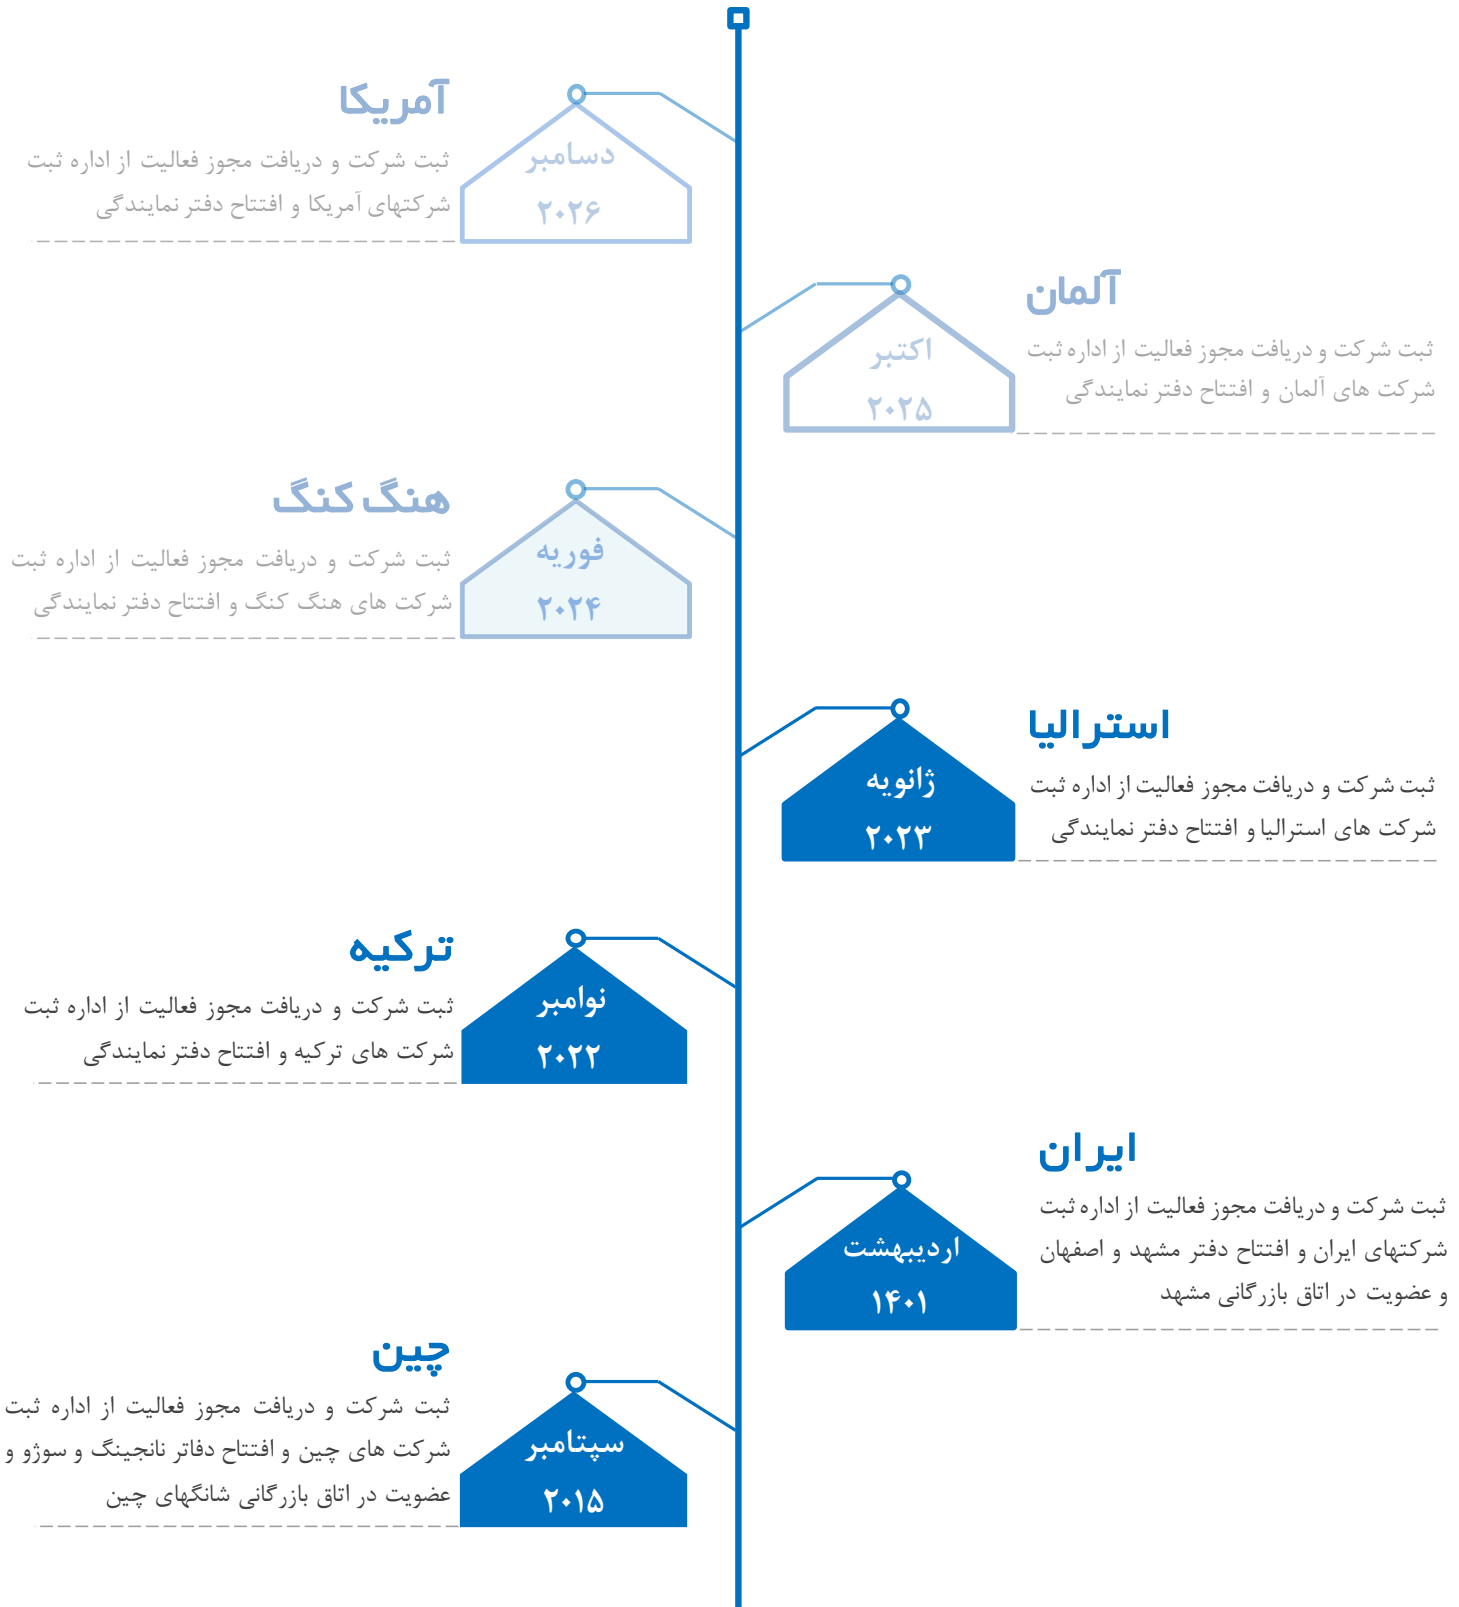 آمریکا
ثبت شرکت و دریافت مجوز فعالیت از اداره ثبت
شرکتهای آمریکا و افتتاح دفتر نمایندگی
دسامبر
۲۰۲۶
آلمان
ثبت شرکت و دریافت مجوز فعالیت از اداره ثبت
شرکت های آلمان و افتتاح دفتر نمایندگی
اکتبر
۲۰۲۵
هنگ کنگ
ثبت شرکت و دریافت مجوز فعالیت از اداره ثبت
شرکت های هنگ کنگ و افتتاح دفتر نمایندگی
فوریه
۲۰۲۴
استرالیا
ثبت شرکت و دریافت مجوز فعالیت از اداره ثبت
شرکت های استرالیا و افتتاح دفتر نمایندگی
ژانویه
۲۰۲۳
ترکیه
ثبت شرکت و دریافت مجوز فعالیت از اداره ثبت
شرکت های ترکیه و افتتاح دفتر نمایندگی
نوامبر
۲۰۲۲
ایران
ثبت شرکت و دریافت مجوز فعالیت از اداره ثبت
شرکتهای ایران و افتتاح دفتر مشهد و اصفهان
و عضویت در اتاق بازرگانی مشهد
اردیبهشت
۱۴۰۱
چین
ثبت شرکت و دریافت مجوز فعالیت از اداره ثبت
شرکت های چین و افتتاح دفاتر نانجینگ و سوژو و
عضویت در اتاق بازرگانی شانگهای چین
سپتامبر
۲۰۱۵